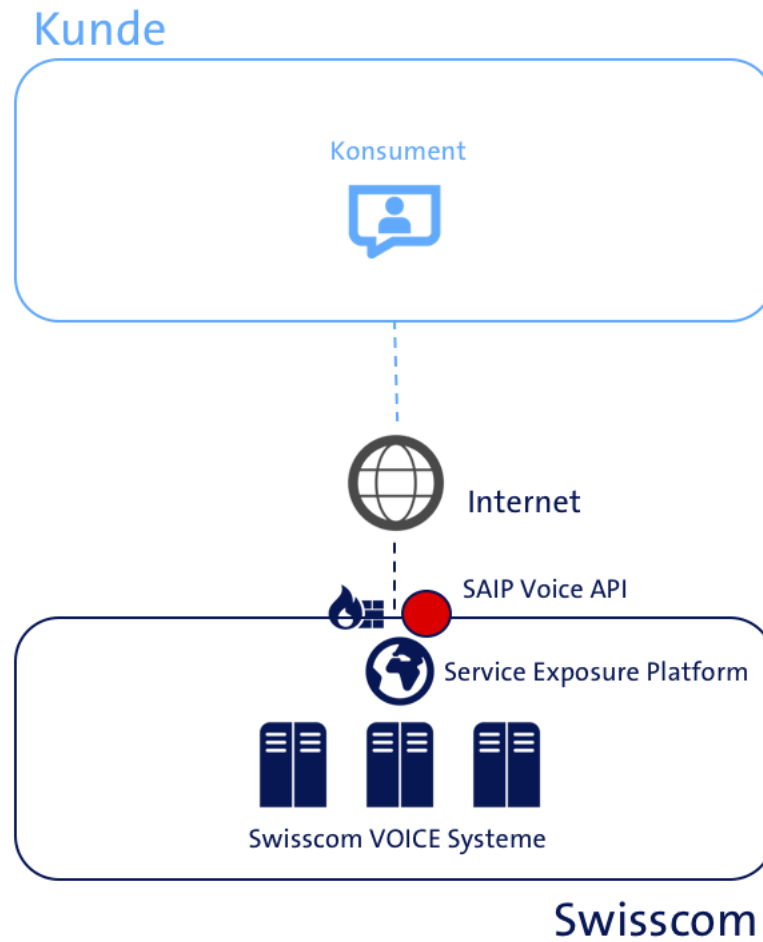 Kunde
Konsument
Internet
SAIP Voice API
Service Exposure Platform
Swisscom VOICE Systeme
Swisscom